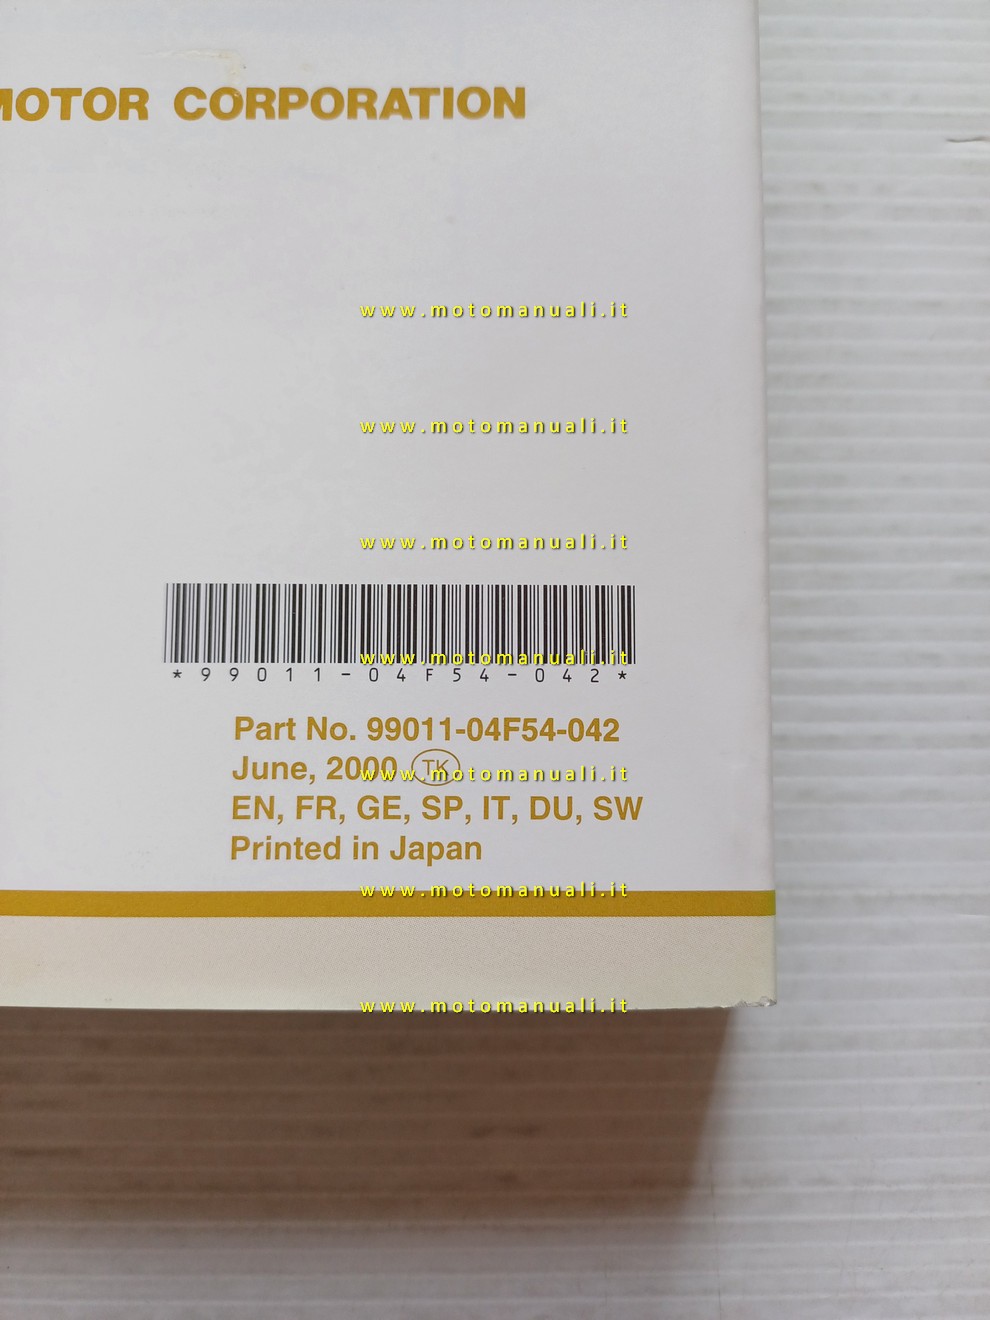 MOTOR CORPORATION
www.motomanuali.it
www.motomanuali.it
www.motomanuali.it
www.motomanuali.it
*99011-04F54-042*
Part No. 99011-04F54-042
June, 2000 TK
www.motomanuali.it
EN, FR, GE, SP, IT, DU, SW
Printed in Japan
www.motomanuali.it
www.motomanuali.it